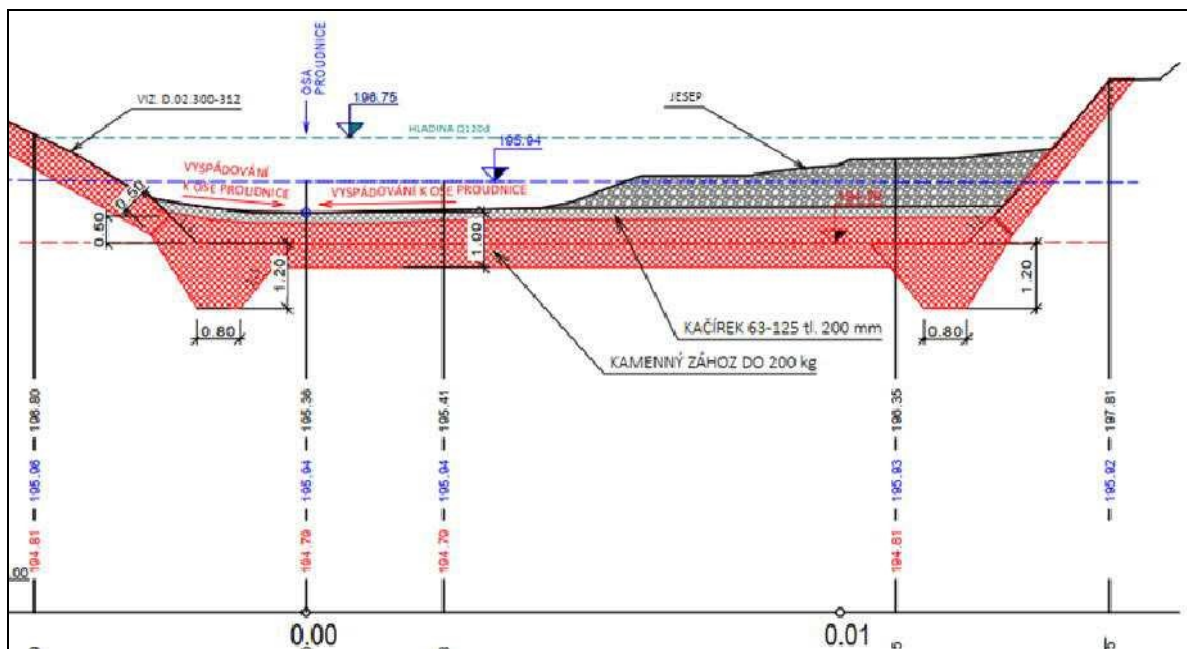 OSA
PROUDNICE
VIZ. D.02.300-312
196.75
JESEP
HLADINA Q120d
195.94
VYSPÁDOVÁNÍ
K OSE PROUDNICE
VYSPÁDOVÁNÍ K OSE PROUDNICE
0.50
0.50
1.00
1.20
1.20
0.80
0.80
KAČÍREK 63-125 tl. 200 mm
KAMENNÝ ZÁHOZ DO 200 kg
194.81 – 195.96 – 196.80
194.79 – 195.94 – 195.36
194.79 – 195.94 – 195.41
194.81 – 195.93 – 196.35
195.92 – 197.81
0.00
0.01